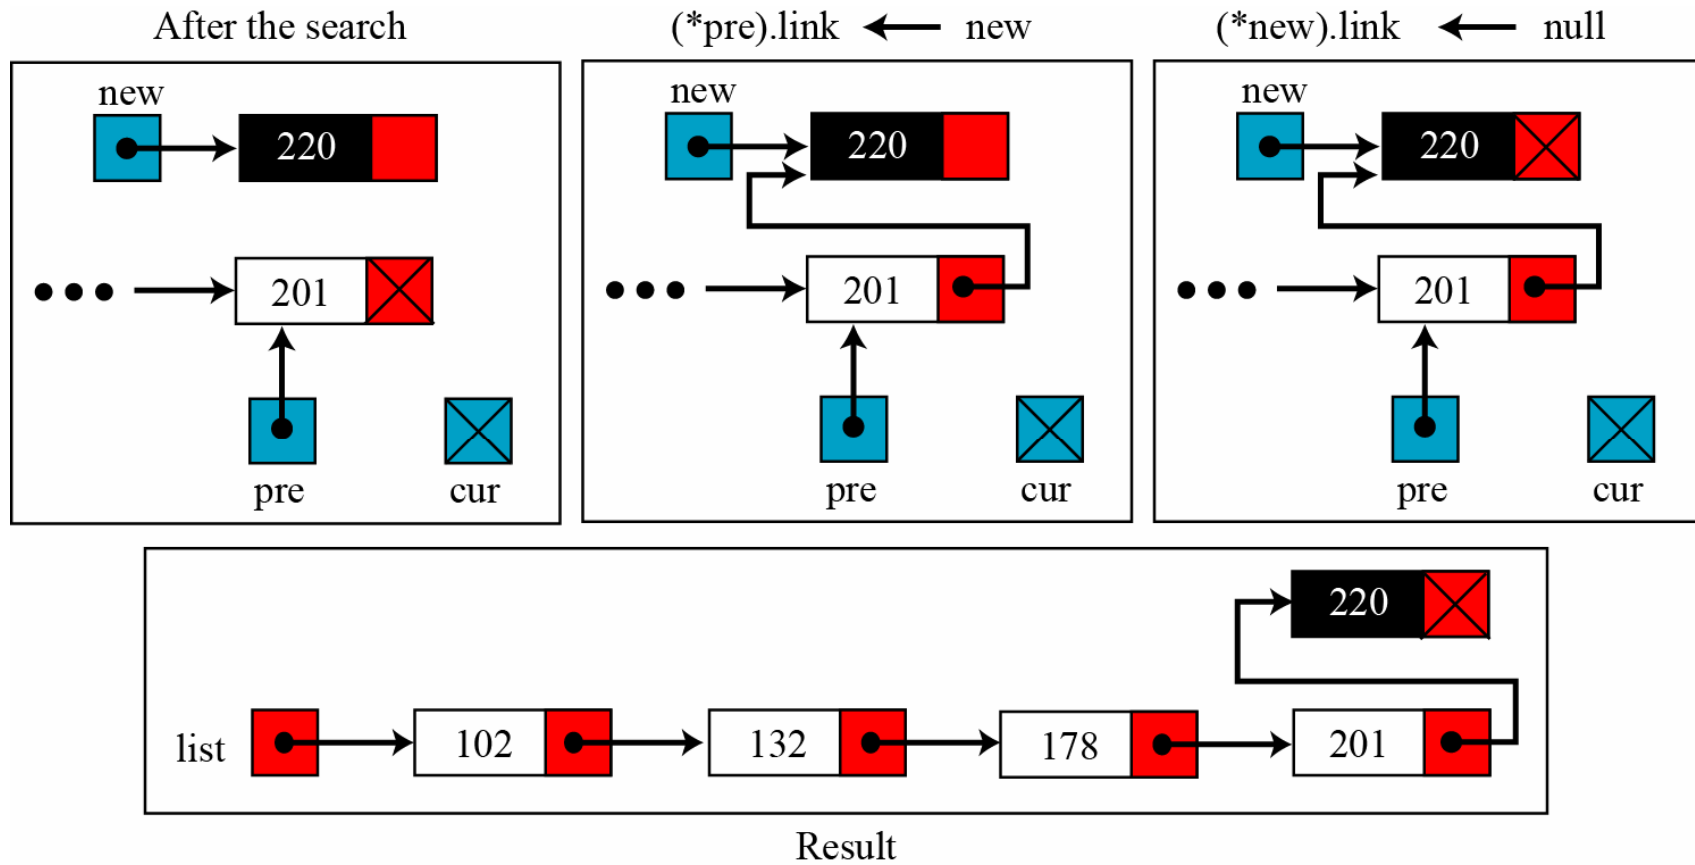 After the search
(*pre).link ← new
(*new).link ← null
new
220
201
pre
cur
new
220
201
pre
cur
new
220
201
pre
cur
220
list
102
132
178
201
Result